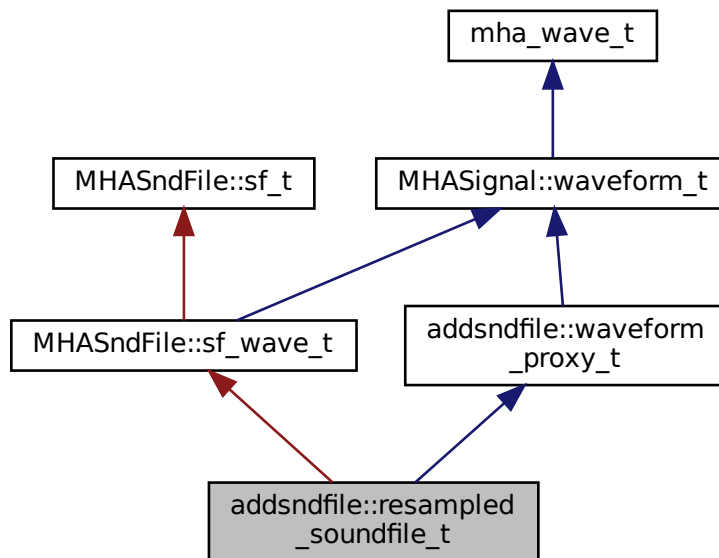 mha_wave_t
MHASndFile::sf_t
MHASignal::waveform_t
MHASndFile::sf_wave_t
addsndfile::waveform
_proxy_t
addsndfile::resampled
_soundfile_t